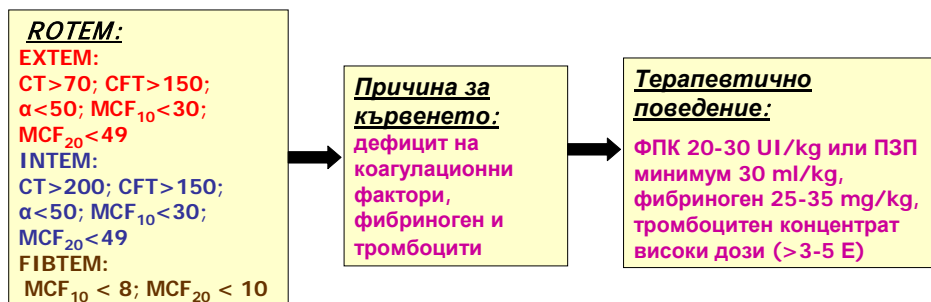 ROTEM:
EXTEM:
CT>70; CFT>150;
α<50; MCF₁₀<30;
MCF₂₀<49
INTEM:
CT>200; CFT>150;
α<50; MCF₁₀<30;
MCF₂₀<49
FIBTEM:
MCF₁₀ < 8; MCF₂₀ < 10
Причина за
кървенето:
дефицит на
коагулационни
фактори,
фибриноген и
тромбоцити
Терапевтично
поведение:
ФПК 20-30 UI/kg или ПЗП
минимум 30 ml/kg,
фибриноген 25-35 mg/kg,
тромбоцитен концентрат
високи дози (>3-5 Е)